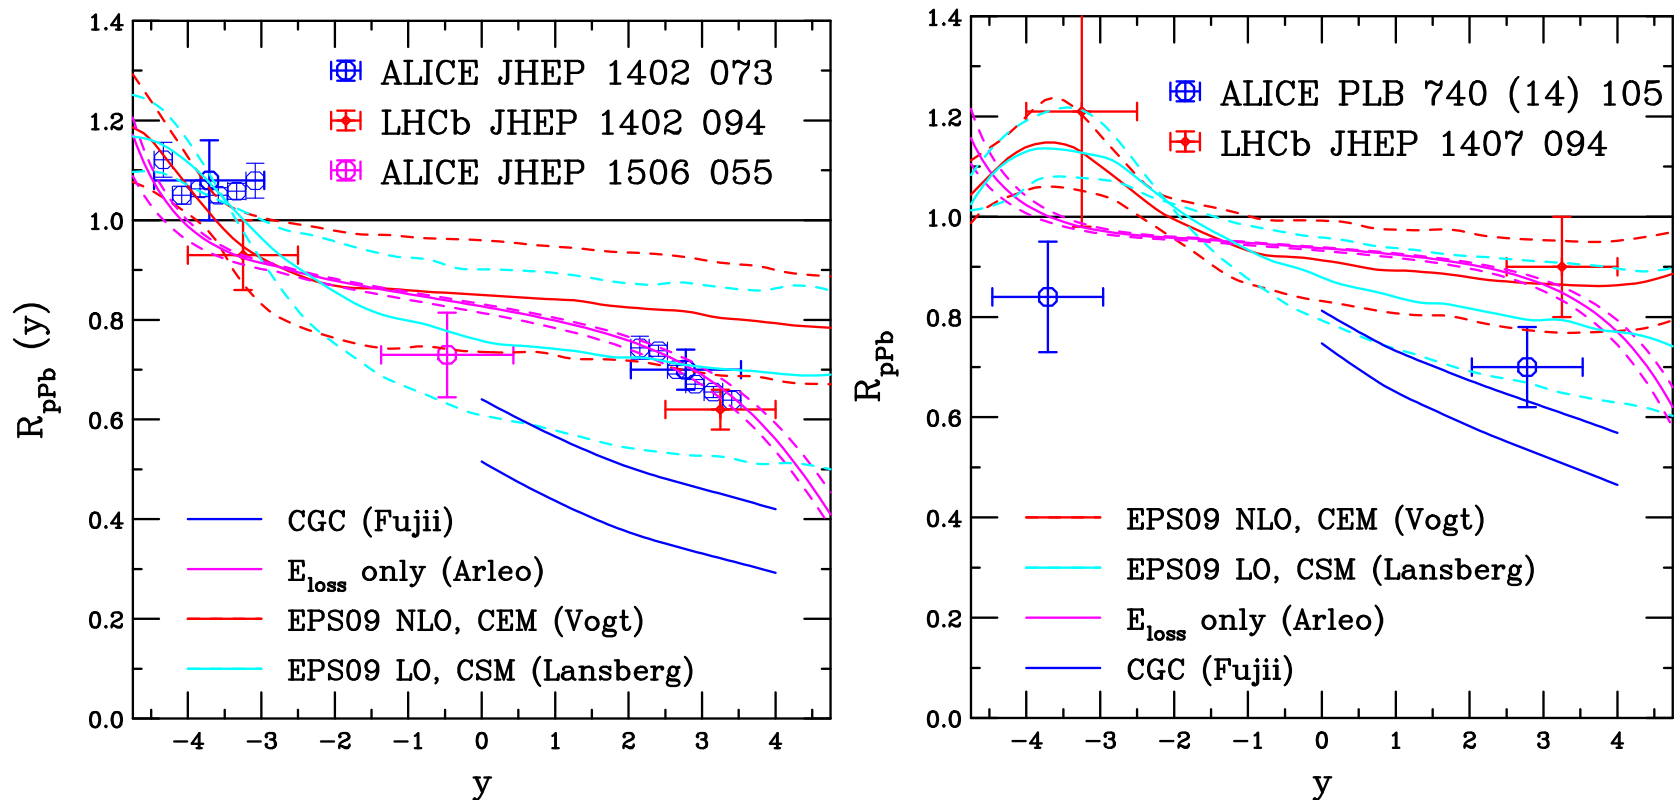 1.4
1.2
1.0
0.8
0.6
0.4
0.2
0.0
R_pPb (y)
ALICE JHEP 1402 073
LHCb JHEP 1402 094
ALICE JHEP 1506 055
CGC (Fujii)
E_loss only (Arleo)
EPS09 NLO, CEM (Vogt)
EPS09 LO, CSM (Lansberg)
−4 −3 −2 −1 0 1 2 3 4
y
1.4
1.2
1.0
0.8
0.6
0.4
0.2
0.0
R_pPb
ALICE PLB 740 (14) 105
LHCb JHEP 1407 094
EPS09 NLO, CEM (Vogt)
EPS09 LO, CSM (Lansberg)
E_loss only (Arleo)
CGC (Fujii)
−4 −3 −2 −1 0 1 2 3 4
y